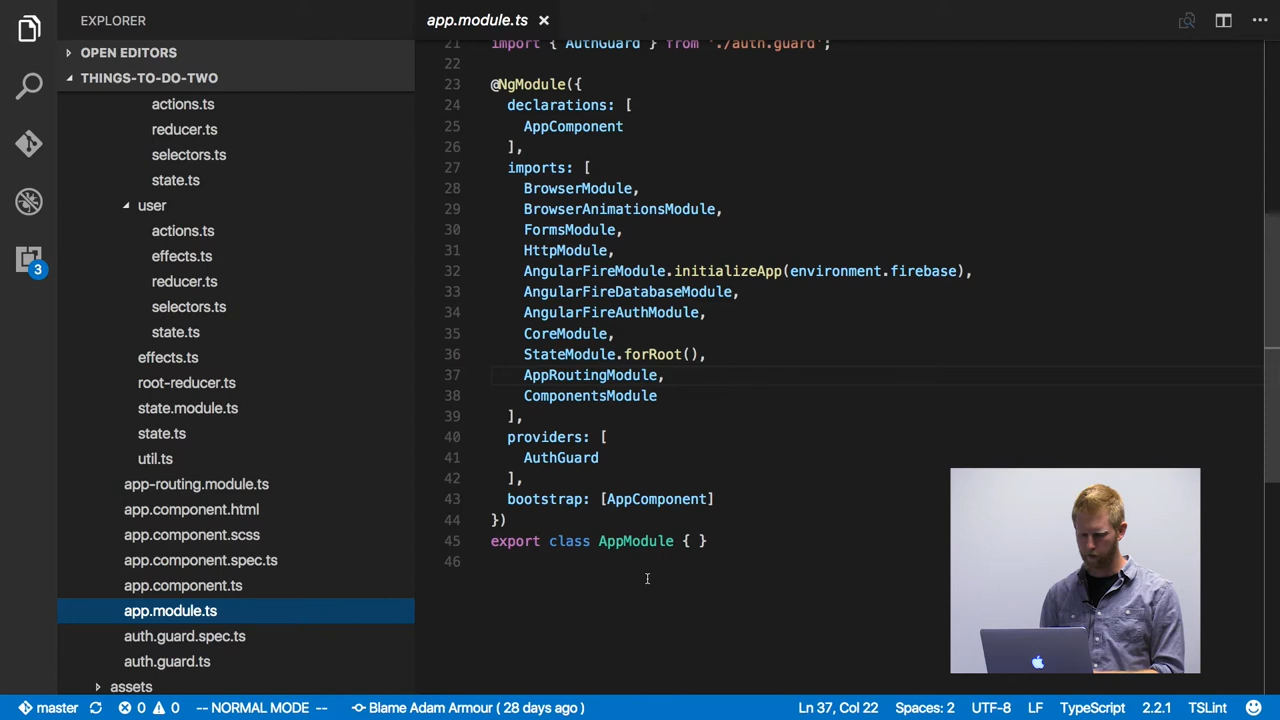 EXPLORER
OPEN EDITORS
THINGS-TO-DO-TWO
actions.ts
reducer.ts
selectors.ts
state.ts
user
actions.ts
effects.ts
reducer.ts
selectors.ts
state.ts
effects.ts
root-reducer.ts
state.module.ts
state.ts
util.ts
app-routing.module.ts
app.component.html
app.component.scss
app.component.spec.ts
app.component.ts
app.module.ts
auth.guard.spec.ts
auth.guard.ts
assets
3
app.module.ts
21 import { AuthGuard } from './auth.guard';
22
23 @NgModule({
24 declarations: [
25 AppComponent
26 ],
27 imports: [
28 BrowserModule,
29 BrowserAnimationsModule,
30 FormsModule,
31 HttpModule,
32 AngularFireModule.initializeApp(environment.firebase),
33 AngularFireDatabaseModule,
34 AngularFireAuthModule,
35 CoreModule,
36 StateModule.forRoot(),
37 AppRoutingModule,
38 ComponentsModule
39 ],
40 providers: [
41 AuthGuard
42 ],
43 bootstrap: [AppComponent]
44 })
45 export class AppModule { }
46
master 0 0 -- NORMAL MODE -- Blame Adam Armour ( 28 days ago ) Ln 37, Col 22 Spaces: 2 UTF-8 LF TypeScript 2.2.1 TSLint